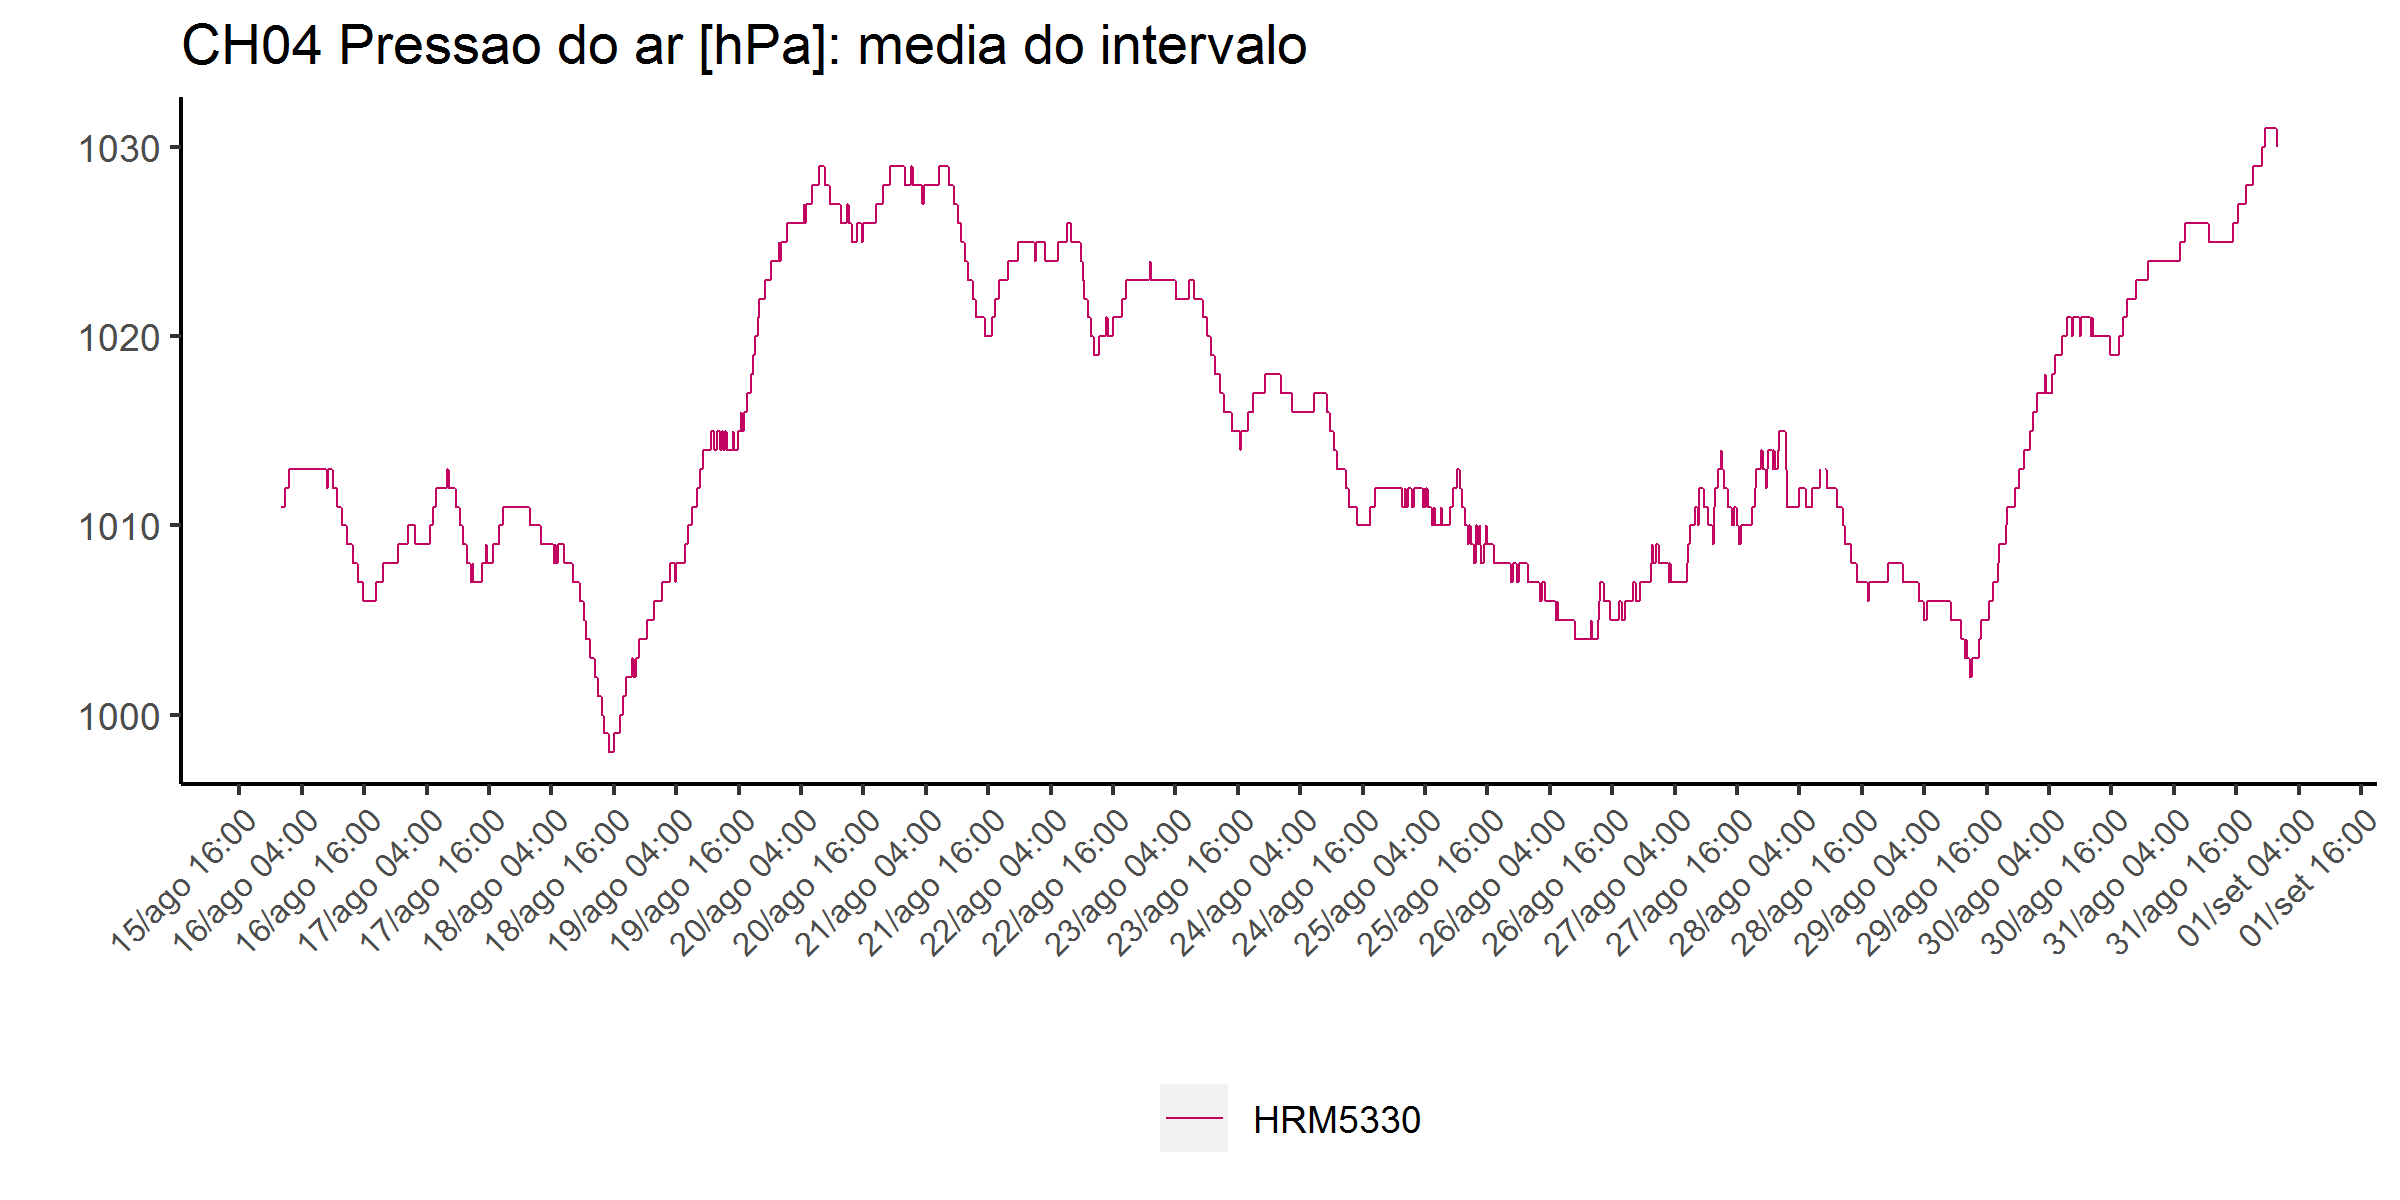 CH04 Pressao do ar [hPa]: media do intervalo
1030
1020
1010
1000
15/ago 16:00
16/ago 04:00
16/ago 16:00
17/ago 04:00
17/ago 16:00
18/ago 04:00
18/ago 16:00
19/ago 04:00
19/ago 16:00
20/ago 04:00
20/ago 16:00
21/ago 04:00
21/ago 16:00
22/ago 04:00
22/ago 16:00
23/ago 04:00
23/ago 16:00
24/ago 04:00
24/ago 16:00
25/ago 04:00
25/ago 16:00
26/ago 04:00
26/ago 16:00
27/ago 04:00
27/ago 16:00
28/ago 04:00
28/ago 16:00
29/ago 04:00
29/ago 16:00
30/ago 04:00
30/ago 16:00
31/ago 04:00
31/ago 16:00
01/set 04:00
01/set 16:00
HRM5330